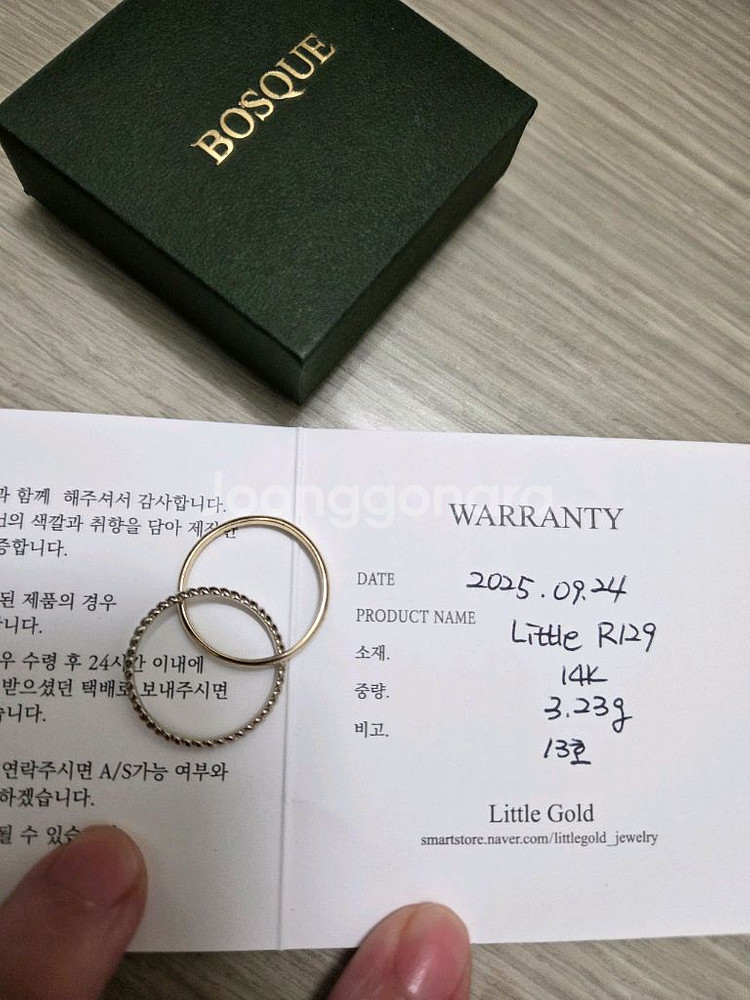 BOSQUE
함께 해주셔서 감사합니다.
색깔과 취향을 담아
증합니다.
된 제품의 경우
니다.
우 수령 후 24시간 이내에
받으셨던 택배로 보내주시면
습니다.
연락주시면 A/S가능 여부와
하겠습니다.
될 수
joonggonara
WARRANTY
DATE 2025.09.24
PRODUCT NAME Little R129
소재. 14K
중량. 3.23g
비고. 13호
Little Gold
smartstore.naver.com/littlegold_jewelry